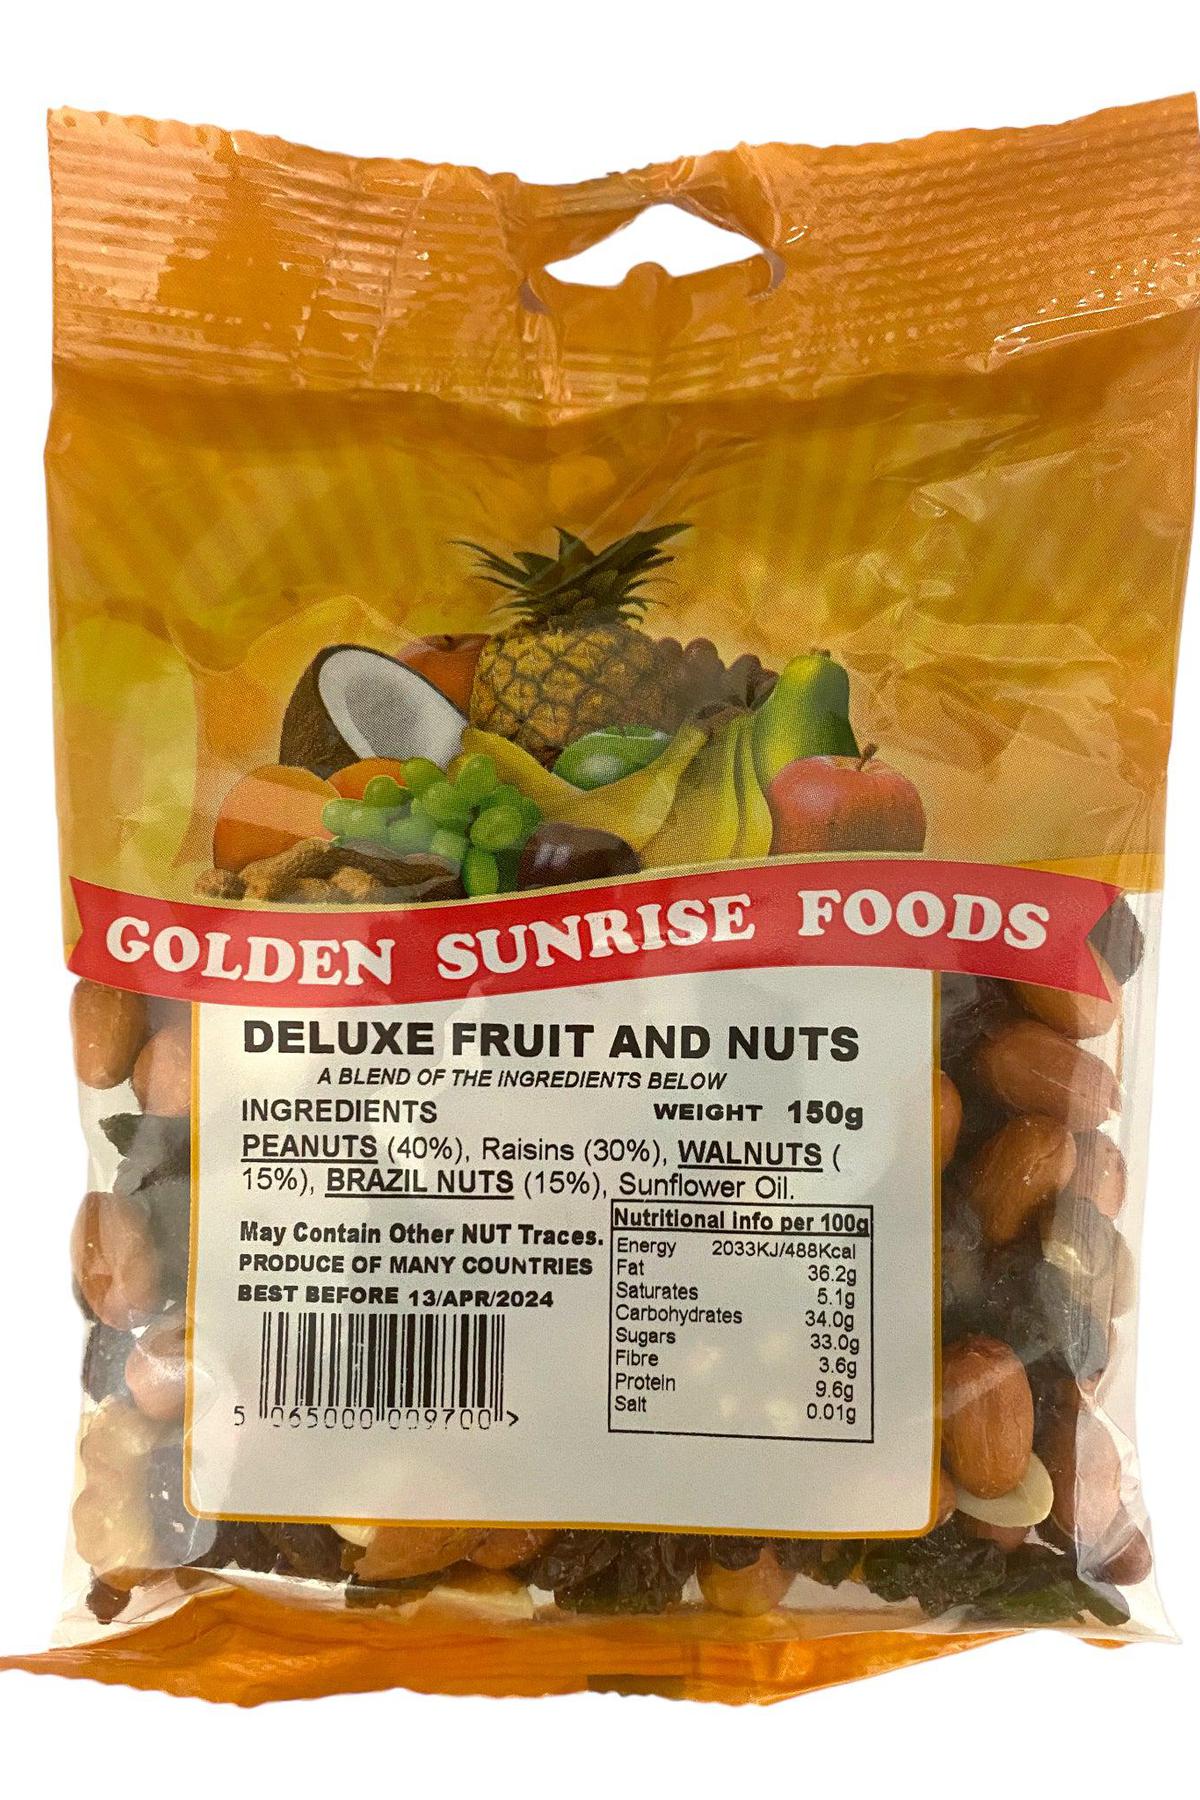 GOLDEN SUNRISE FOODS
DELUXE FRUIT AND NUTS
A BLEND OF THE INGREDIENTS BELOW
INGREDIENTS WEIGHT 150g
PEANUTS (40%), Raisins (30%), WALNUTS (
15%), BRAZIL NUTS (15%), Sunflower Oil.
May Contain Other NUT Traces.
PRODUCE OF MANY COUNTRIES
BEST BEFORE 13/APR/2024
5 065000 009700 >
Nutritional info per 100g
Energy 2033KJ/488Kcal
Fat 36.2g
Saturates 5.1g
Carbohydrates 34.0g
Sugars 33.0g
Fibre 3.6g
Protein 9.6g
Salt 0.01g